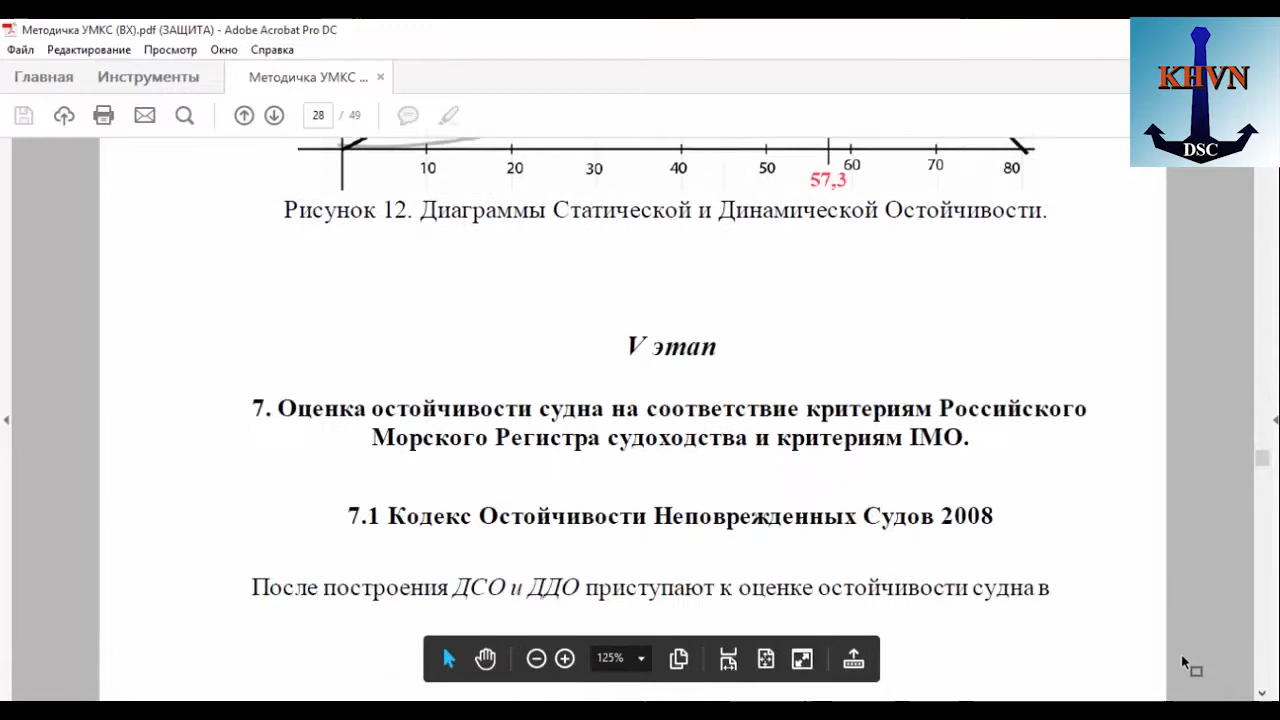 Методичка УМКС (ВХ).pdf (ЗАЩИТА) - Adobe Acrobat Pro DC
Файл Редактирование Просмотр Окно Справка
Главная Инструменты Методичка УМКС ... ×
28 / 49
KHVN
DSC
10 20 30 40 50 60 70 80
57,3
Рисунок 12. Диаграммы Статической и Динамической Остойчивости.
V этап
7. Оценка остойчивости судна на соответствие критериям Российского
Морского Регистра судоходства и критериям IMO.
7.1 Кодекс Остойчивости Неповрежденных Судов 2008
После построения ДСО и ДДО приступают к оценке остойчивости судна в
125%